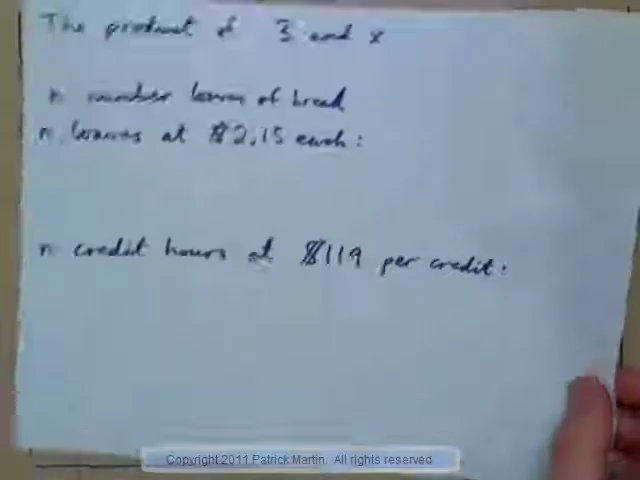 The product of 3 and x
n number loaves of bread
n loaves at $2.15 each:
n credit hours at $119 per credit.
Copyright 2011 Patrick Martin. All rights reserved